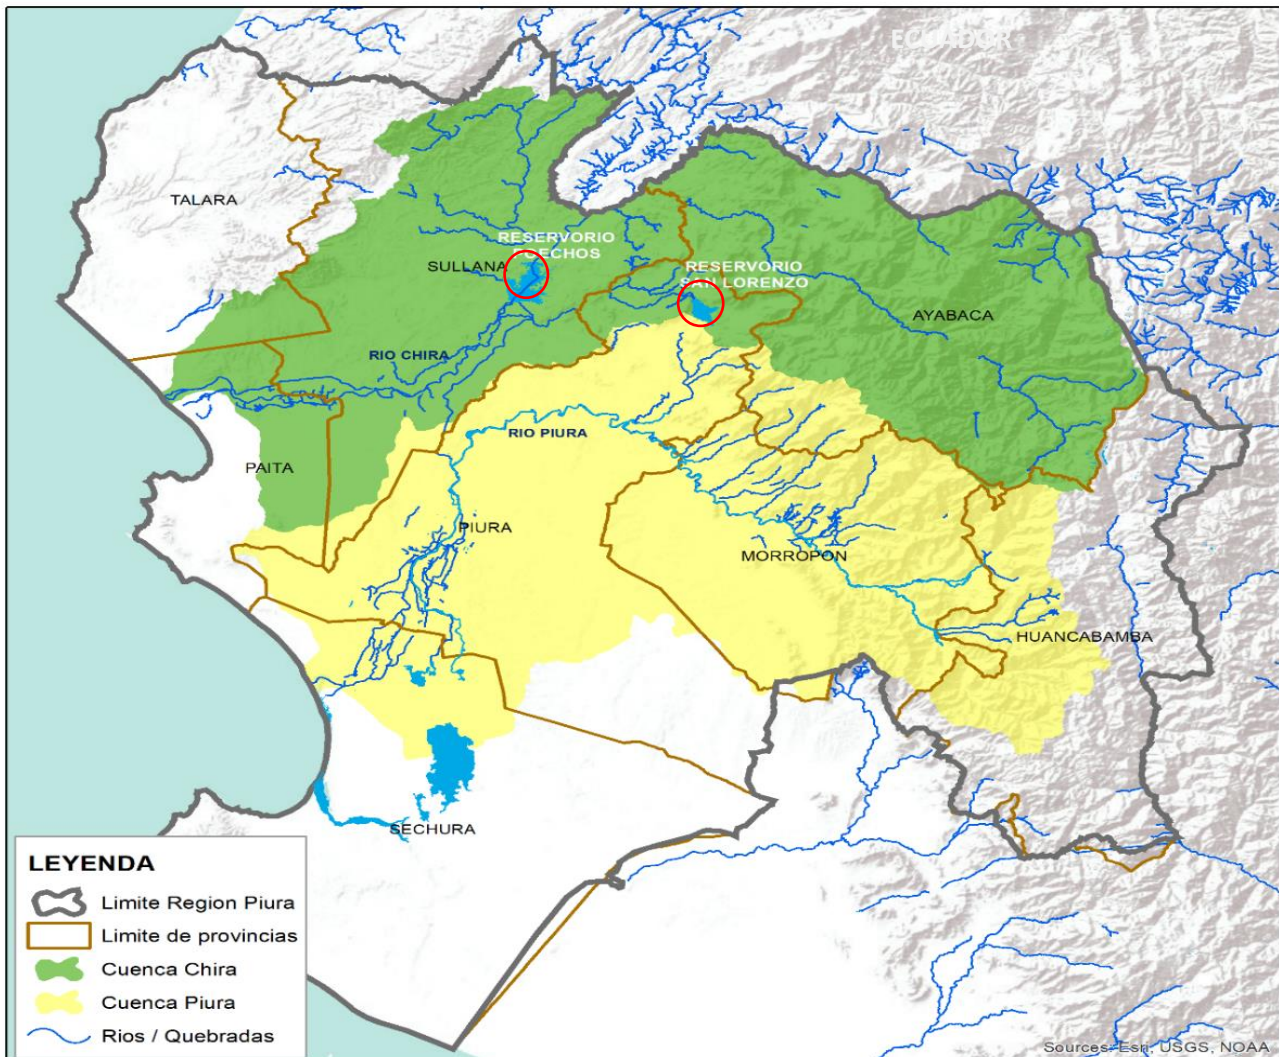 ECUADOR
TALARA
RESERVORIO
POECHOS
SULLANA
RESERVORIO
SAN LORENZO
AYABACA
RIO CHIRA
RIO PIURA
PAITA
PIURA
MORROPON
HUANCABAMBA
SECHURA
LEYENDA
Limite Region Piura
Limite de provincias
Cuenca Chira
Cuenca Piura
Rios / Quebradas
Sources: Esri, USGS, NOAA